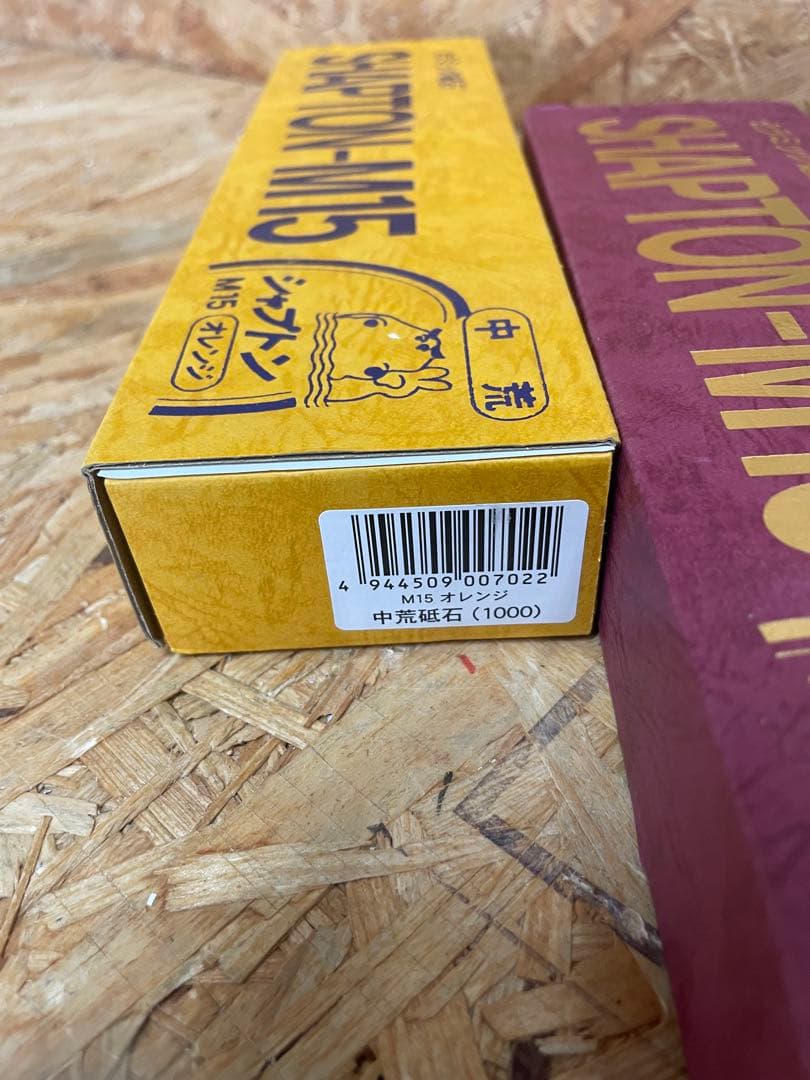 SHAPTON-M15
シャプトン
M15 オレンジ
中荒
4 944509 007022
M15 オレンジ
中荒砥石 (1000)
SHAPTON-M15